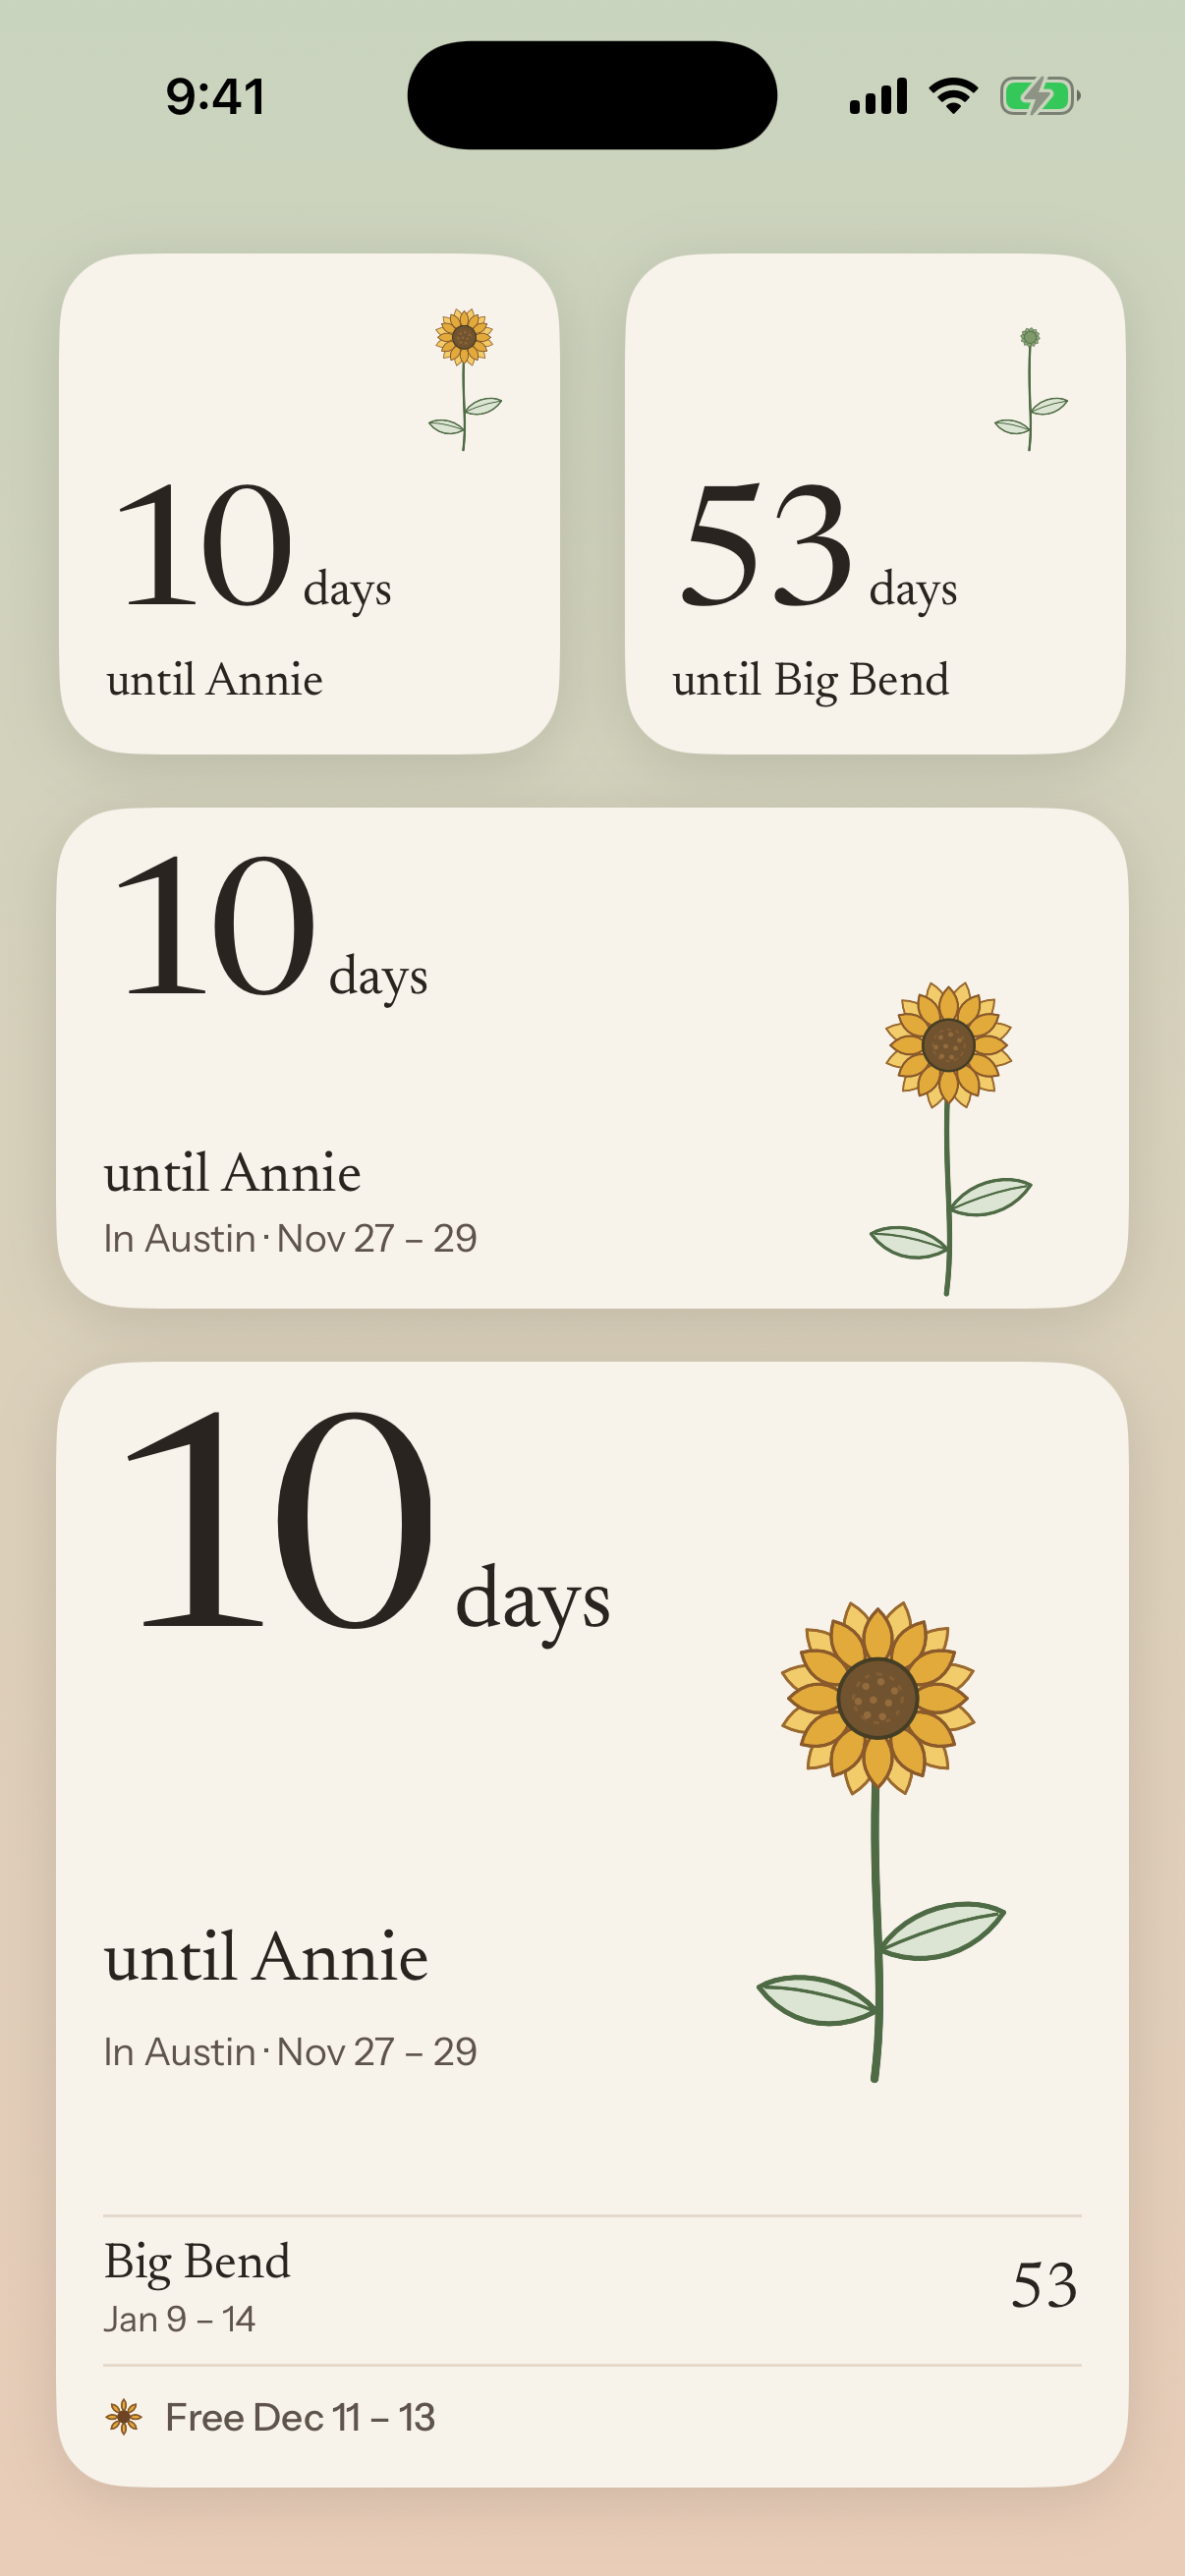 9:41
10 days
until Annie
53 days
until Big Bend
10 days
until Annie
In Austin · Nov 27 – 29
10 days
until Annie
In Austin · Nov 27 – 29
Big Bend
Jan 9 – 14
53
Free Dec 11 – 13